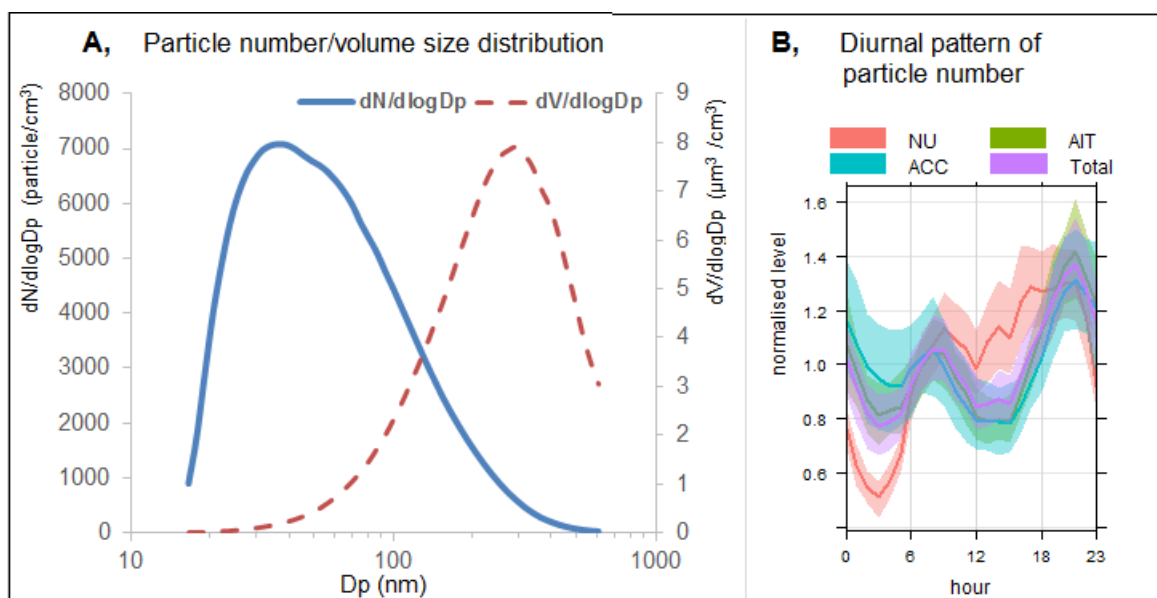 A, Particle number/volume size distribution
dN/dlogDp (particle/cm³)
8000
7000
6000
5000
4000
3000
2000
1000
0
dN/dlogDp
dV/dlogDp
9
8
7
6
5
4
3
2
1
0
dV/dlogDp (µm³ /cm³)
10
100
1000
Dp (nm)
B, Diurnal pattern of
particle number
NU
AIT
ACC
Total
normalised level
1.6
1.4
1.2
1.0
0.8
0.6
0
6
12
18
23
hour